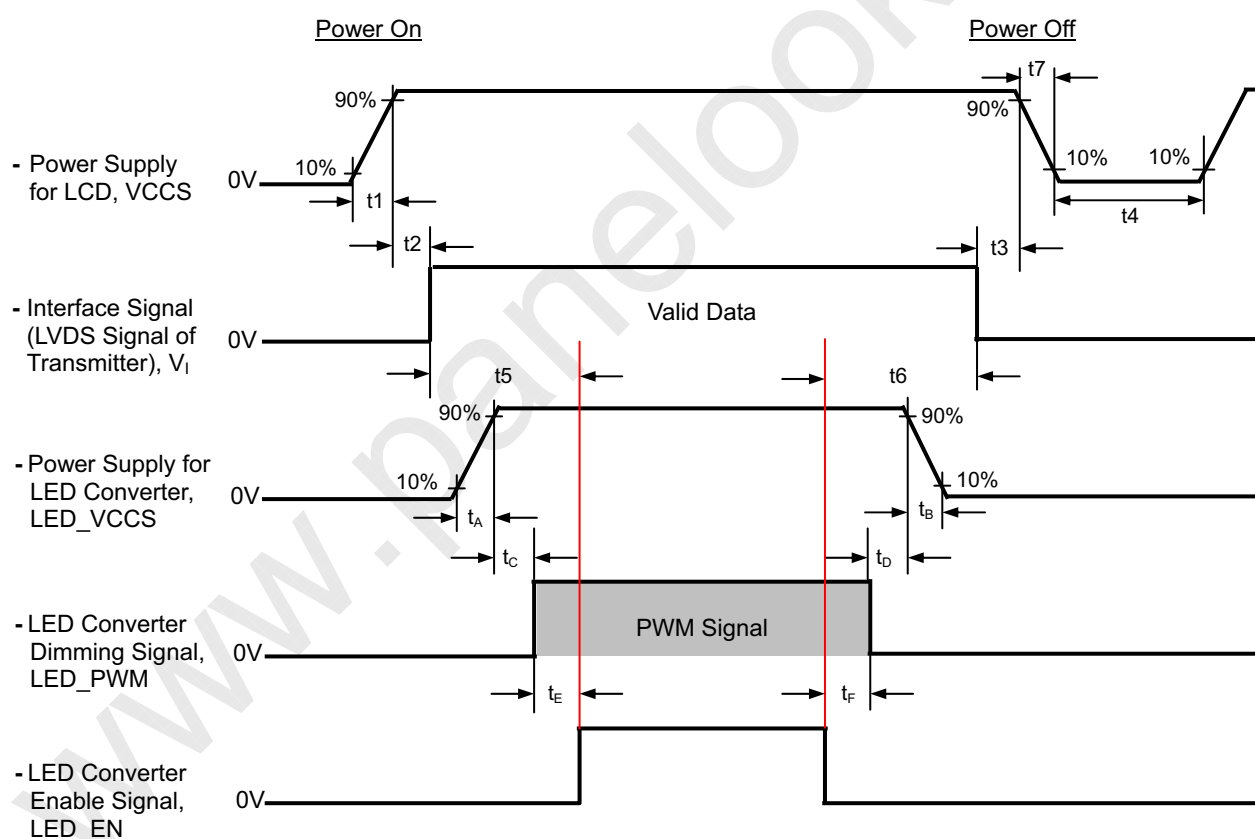 Power On
Power Off
t7
90%
90%
- Power Supply
for LCD, VCCS
10%
10%
10%
0V
t1
t4
t2
t3
- Interface Signal
(LVDS Signal of
Transmitter), VI
Valid Data
0V
t5
t6
90%
90%
- Power Supply for
LED Converter,
LED_VCCS
10%
10%
0V
tA
tB
tC
tD
- LED Converter
Dimming Signal,
LED_PWM
PWM Signal
0V
tE
tF
- LED Converter
Enable Signal,
LED_EN
0V